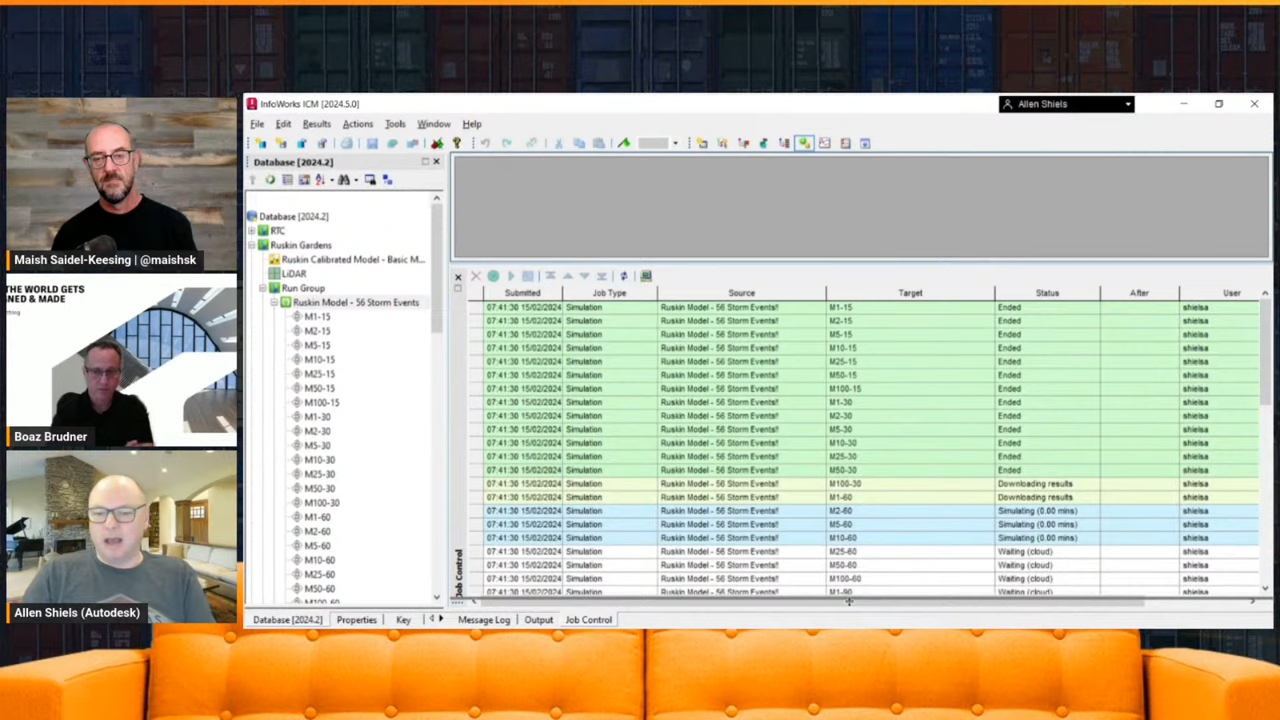 Maish Saidel-Keesing | @maishsk
THE WORLD GETS
NED & MADE
Boaz Brudner
Allen Shiels (Autodesk)
InfoWorks ICM [2024.5.0]
Allen Shiels
File Edit Results Actions Tools Window Help
Database [2024.2]
Database [2024.2]
RTC
Ruskin Gardens
Ruskin Calibrated Model - Basic M...
LiDAR
Run Group
Ruskin Model - 56 Storm Events
M1-15
M2-15
M5-15
M10-15
M25-15
M50-15
M100-15
M1-30
M2-30
M5-30
M10-30
M25-30
M50-30
M100-30
M1-60
M2-60
M5-60
M10-60
M25-60
M50-60
M100-60
Database [2024.2] Properties Key
Job Control
Submitted Job Type Source Target Status After User
07:41:30 15/02/2024 Simulation Ruskin Model - 56 Storm Events!! M1-15 Ended shielsa
07:41:30 15/02/2024 Simulation Ruskin Model - 56 Storm Events!! M2-15 Ended shielsa
07:41:30 15/02/2024 Simulation Ruskin Model - 56 Storm Events!! M5-15 Ended shielsa
07:41:30 15/02/2024 Simulation Ruskin Model - 56 Storm Events!! M10-15 Ended shielsa
07:41:30 15/02/2024 Simulation Ruskin Model - 56 Storm Events!! M25-15 Ended shielsa
07:41:30 15/02/2024 Simulation Ruskin Model - 56 Storm Events!! M50-15 Ended shielsa
07:41:30 15/02/2024 Simulation Ruskin Model - 56 Storm Events!! M100-15 Ended shielsa
07:41:30 15/02/2024 Simulation Ruskin Model - 56 Storm Events!! M1-30 Ended shielsa
07:41:30 15/02/2024 Simulation Ruskin Model - 56 Storm Events!! M2-30 Ended shielsa
07:41:30 15/02/2024 Simulation Ruskin Model - 56 Storm Events!! M5-30 Ended shielsa
07:41:30 15/02/2024 Simulation Ruskin Model - 56 Storm Events!! M10-30 Ended shielsa
07:41:30 15/02/2024 Simulation Ruskin Model - 56 Storm Events!! M25-30 Ended shielsa
07:41:30 15/02/2024 Simulation Ruskin Model - 56 Storm Events!! M50-30 Ended shielsa
07:41:30 15/02/2024 Simulation Ruskin Model - 56 Storm Events!! M100-30 Downloading results shielsa
07:41:30 15/02/2024 Simulation Ruskin Model - 56 Storm Events!! M1-60 Downloading results shielsa
07:41:30 15/02/2024 Simulation Ruskin Model - 56 Storm Events!! M2-60 Simulating (0.00 mins) shielsa
07:41:30 15/02/2024 Simulation Ruskin Model - 56 Storm Events!! M5-60 Simulating (0.00 mins) shielsa
07:41:30 15/02/2024 Simulation Ruskin Model - 56 Storm Events!! M10-60 Simulating (0.00 mins) shielsa
07:41:30 15/02/2024 Simulation Ruskin Model - 56 Storm Events!! M25-60 Waiting (cloud) shielsa
07:41:30 15/02/2024 Simulation Ruskin Model - 56 Storm Events!! M50-60 Waiting (cloud) shielsa
07:41:30 15/02/2024 Simulation Ruskin Model - 56 Storm Events!! M100-60 Waiting (cloud) shielsa
07:41:30 15/02/2024 Simulation Ruskin Model - 56 Storm Events!! M1-90 Waiting (cloud) shielsa
Message Log Output Job Control